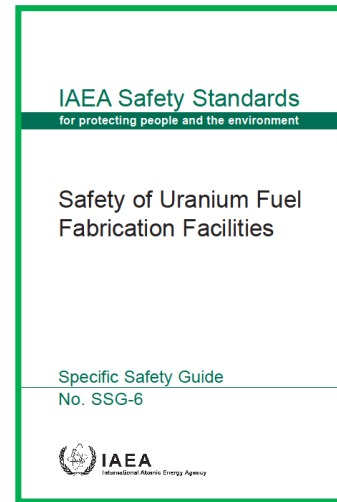 IAEA Safety Standards
for protecting people and the environment
Safety of Uranium Fuel
Fabrication Facilities
Specific Safety Guide
No. SSG-6
IAEA
International Atomic Energy Agency